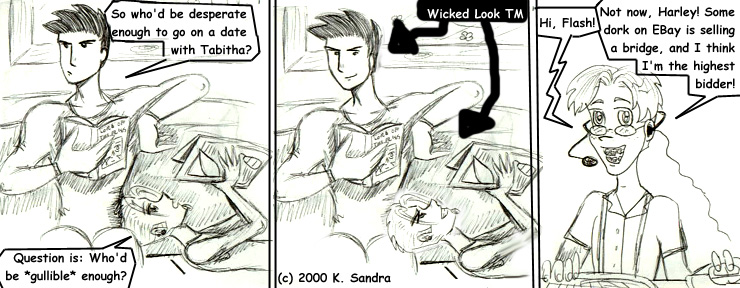 So who'd be desperate
enough to go on a date
with Tabitha?
Question is: Who'd
be *gullible* enough?
Wicked Look TM
(c) 2000 K. Sandra
Hi, Flash!
Not now, Harley! Some
dork on EBay is selling
a bridge, and I think
I'm the highest
bidder!